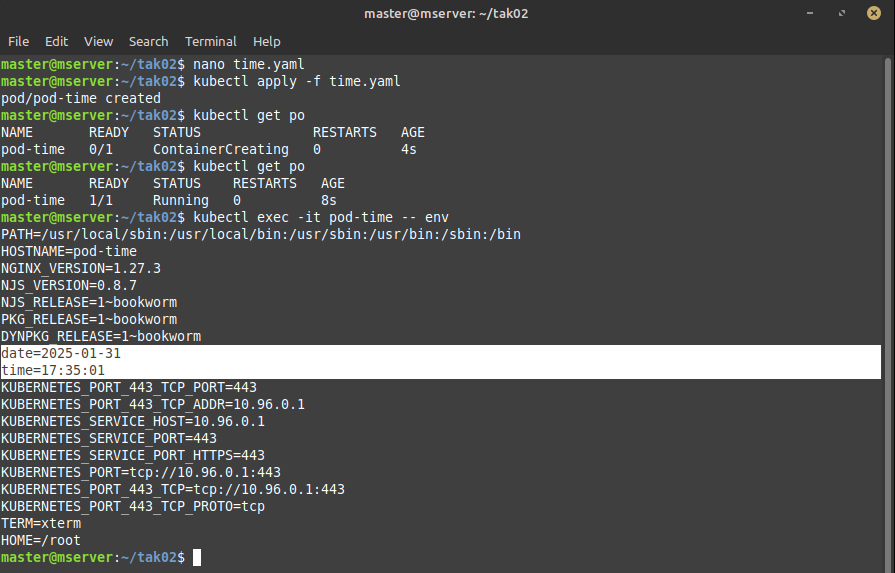 master@mserver: ~/tak02
File Edit View Search Terminal Help
master@mserver:~/tak02$ nano time.yaml
master@mserver:~/tak02$ kubectl apply -f time.yaml
pod/pod-time created
master@mserver:~/tak02$ kubectl get po
NAME       READY   STATUS              RESTARTS   AGE
pod-time   0/1     ContainerCreating   0          4s
master@mserver:~/tak02$ kubectl get po
NAME       READY   STATUS    RESTARTS   AGE
pod-time   1/1     Running   0          8s
master@mserver:~/tak02$ kubectl exec -it pod-time -- env
PATH=/usr/local/sbin:/usr/local/bin:/usr/sbin:/usr/bin:/sbin:/bin
HOSTNAME=pod-time
NGINX_VERSION=1.27.3
NJS_VERSION=0.8.7
NJS_RELEASE=1~bookworm
PKG_RELEASE=1~bookworm
DYNPKG_RELEASE=1~bookworm
date=2025-01-31
time=17:35:01
KUBERNETES_PORT_443_TCP_PORT=443
KUBERNETES_PORT_443_TCP_ADDR=10.96.0.1
KUBERNETES_SERVICE_HOST=10.96.0.1
KUBERNETES_SERVICE_PORT=443
KUBERNETES_SERVICE_PORT_HTTPS=443
KUBERNETES_PORT=tcp://10.96.0.1:443
KUBERNETES_PORT_443_TCP=tcp://10.96.0.1:443
KUBERNETES_PORT_443_TCP_PROTO=tcp
TERM=xterm
HOME=/root
master@mserver:~/tak02$